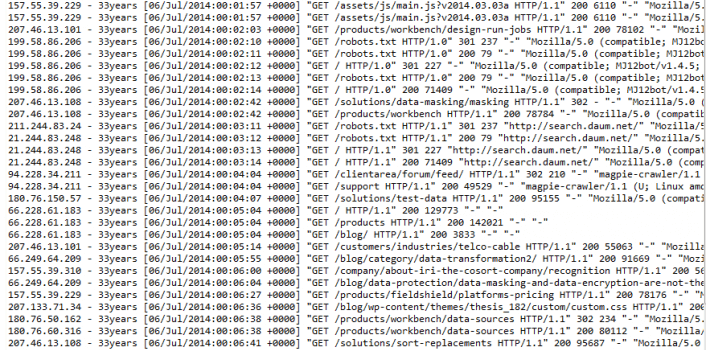 157.55.39.229 - 33years [06/Jul/2014:00:01:57 +0000] "GET /assets/js/main.js?v2014.03.03a HTTP/1.1" 200 6110 "-" "Mozilla/5.
157.55.39.229 - 33years [06/Jul/2014:00:01:57 +0000] "GET /assets/js/main.js?v2014.03.03a HTTP/1.1" 200 6110 "-" "Mozilla/5.
207.46.13.101 - 33years [06/Jul/2014:00:02:03 +0000] "GET /products/workbench/design-run-jobs HTTP/1.1" 200 78102 "-" "Mozi
199.58.86.206 - 33years [06/Jul/2014:00:02:10 +0000] "GET /robots.txt HTTP/1.0" 301 237 "-" "Mozilla/5.0 (compatible; MJ12bot
199.58.86.206 - 33years [06/Jul/2014:00:02:11 +0000] "GET /robots.txt HTTP/1.0" 200 79 "-" "Mozilla/5.0 (compatible; MJ12bot/
199.58.86.206 - 33years [06/Jul/2014:00:02:12 +0000] "GET / HTTP/1.0" 301 227 "-" "Mozilla/5.0 (compatible; MJ12bot/v1.4.5;
199.58.86.206 - 33years [06/Jul/2014:00:02:13 +0000] "GET /robots.txt HTTP/1.0" 200 79 "-" "Mozilla/5.0 (compatible; MJ12bot/
199.58.86.206 - 33years [06/Jul/2014:00:02:14 +0000] "GET / HTTP/1.0" 200 71409 "-" "Mozilla/5.0 (compatible; MJ12bot/v1.4.5
207.46.13.108 - 33years [06/Jul/2014:00:02:42 +0000] "GET /solutions/data-masking/masking HTTP/1.1" 302 - "-" "Mozilla/5.0
207.46.13.108 - 33years [06/Jul/2014:00:02:42 +0000] "GET /products/workbench HTTP/1.1" 200 78784 "-" "Mozilla/5.0 (compati
211.244.83.24 - 33years [06/Jul/2014:00:03:11 +0000] "GET /robots.txt HTTP/1.1" 301 237 "http://search.daum.net/" "Mozilla/
21.244.83.248 - 33years [06/Jul/2014:00:03:12 +0000] "GET /robots.txt HTTP/1.1" 200 79 "http://search.daum.net/" "Mozilla/5.
21.244.83.248 - 33years [06/Jul/2014:00:03:13 +0000] "GET / HTTP/1.1" 301 227 "http://search.daum.net/" "Mozilla/5.0 (compa
21.244.83.248 - 33years [06/Jul/2014:00:03:14 +0000] "GET / HTTP/1.1" 200 71409 "http://search.daum.net/" "Mozilla/5.0 (comp
94.228.34.211 - 33years [06/Jul/2014:00:04:04 +0000] "GET /clientarea/forum/feed/ HTTP/1.1" 302 210 "-" "magpie-crawler/1.1
94.228.34.211 - 33years [06/Jul/2014:00:04:04 +0000] "GET /support HTTP/1.1" 200 49529 "-" "magpie-crawler/1.1 (U; Linux amd
180.76.150.57 - 33years [06/Jul/2014:00:04:07 +0000] "GET /solutions/test-data HTTP/1.1" 200 95155 "-" "Mozilla/5.0 (compati
66.228.61.183 - 33years [06/Jul/2014:00:05:00 +0000] "GET / HTTP/1.1" 200 129773 "-" "-"
66.228.61.183 - 33years [06/Jul/2014:00:05:00 +0000] "GET /products HTTP/1.1" 200 142021 "-" "-"
66.228.61.183 - 33years [06/Jul/2014:00:05:00 +0000] "GET /blog/ HTTP/1.1" 200 3833 "-" "-"
207.46.13.101 - 33years [06/Jul/2014:00:05:14 +0000] "GET /customers/industries/telco-cable HTTP/1.1" 200 55063 "-" "Mozilla
66.249.64.209 - 33years [06/Jul/2014:00:05:55 +0000] "GET /blog/category/data-transformation2/ HTTP/1.1" 200 91669 "-" "Moz
157.55.39.310 - 33years [06/Jul/2014:00:06:00 +0000] "GET /company/about-iri-the-cosort-company/recognition HTTP/1.1" 200 56
66.249.64.209 - 33years [06/Jul/2014:00:06:04 +0000] "GET /blog/data-protection/data-masking-and-data-encryption-are-not-the
157.55.39.229 - 33years [06/Jul/2014:00:06:27 +0000] "GET /products/fieldshield/platforms-pricing HTTP/1.1" 200 78176 "-" "M
207.133.71.34 - 33years [06/Jul/2014:00:06:36 +0000] "GET /blog/wp-content/themes/thesis_182/custom/custom.css HTTP/1.1" 200
180.76.50.162 - 33years [06/Jul/2014:00:06:38 +0000] "GET /products/workbench/data-sources HTTP/1.1" 302 234 "-" "Mozilla/5.
180.76.60.316 - 33years [06/Jul/2014:00:06:38 +0000] "GET /products/workbench/data-sources HTTP/1.1" 200 80112 "-" "Mozilla/
207.46.13.108 - 33years [06/Jul/2014:00:06:41 +0000] "GET /solutions/sort-replacements HTTP/1.1" 200 95687 "-" "Mozilla/5.0